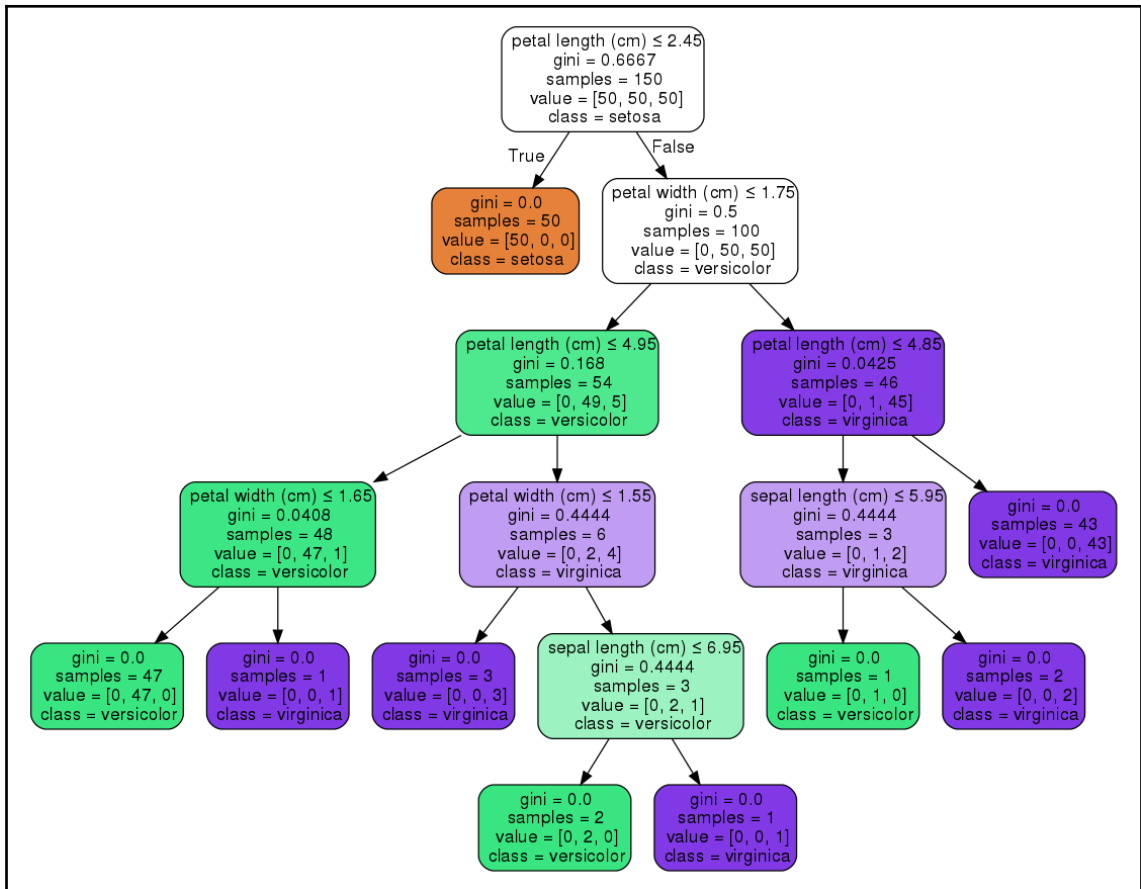 petal length (cm) ≤ 2.45
gini = 0.6667
samples = 150
value = [50, 50, 50]
class = setosa
True
False
gini = 0.0
samples = 50
value = [50, 0, 0]
class = setosa
petal width (cm) ≤ 1.75
gini = 0.5
samples = 100
value = [0, 50, 50]
class = versicolor
petal length (cm) ≤ 4.95
gini = 0.168
samples = 54
value = [0, 49, 5]
class = versicolor
petal length (cm) ≤ 4.85
gini = 0.0425
samples = 46
value = [0, 1, 45]
class = virginica
petal width (cm) ≤ 1.65
gini = 0.0408
samples = 48
value = [0, 47, 1]
class = versicolor
petal width (cm) ≤ 1.55
gini = 0.4444
samples = 6
value = [0, 2, 4]
class = virginica
sepal length (cm) ≤ 5.95
gini = 0.4444
samples = 3
value = [0, 1, 2]
class = virginica
gini = 0.0
samples = 43
value = [0, 0, 43]
class = virginica
gini = 0.0
samples = 47
value = [0, 47, 0]
class = versicolor
gini = 0.0
samples = 1
value = [0, 0, 1]
class = virginica
gini = 0.0
samples = 3
value = [0, 0, 3]
class = virginica
sepal length (cm) ≤ 6.95
gini = 0.4444
samples = 3
value = [0, 2, 1]
class = versicolor
gini = 0.0
samples = 1
value = [0, 1, 0]
class = versicolor
gini = 0.0
samples = 2
value = [0, 0, 2]
class = virginica
gini = 0.0
samples = 2
value = [0, 2, 0]
class = versicolor
gini = 0.0
samples = 1
value = [0, 0, 1]
class = virginica